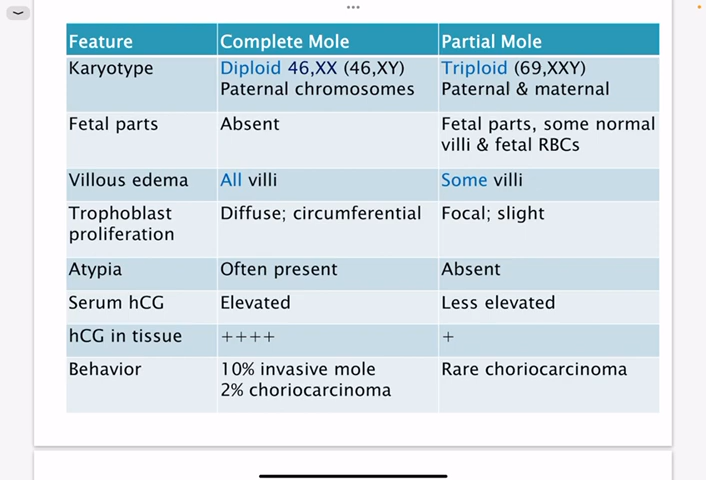 Feature Complete Mole Partial Mole
Karyotype Diploid 46,XX (46,XY) Triploid (69,XXY)
Paternal chromosomes Paternal & maternal
Fetal parts Absent Fetal parts, some normal
villi & fetal RBCs
Villous edema All villi Some villi
Trophoblast Diffuse; circumferential Focal; slight
proliferation
Atypia Often present Absent
Serum hCG Elevated Less elevated
hCG in tissue ++++ +
Behavior 10% invasive mole Rare choriocarcinoma
2% choriocarcinoma